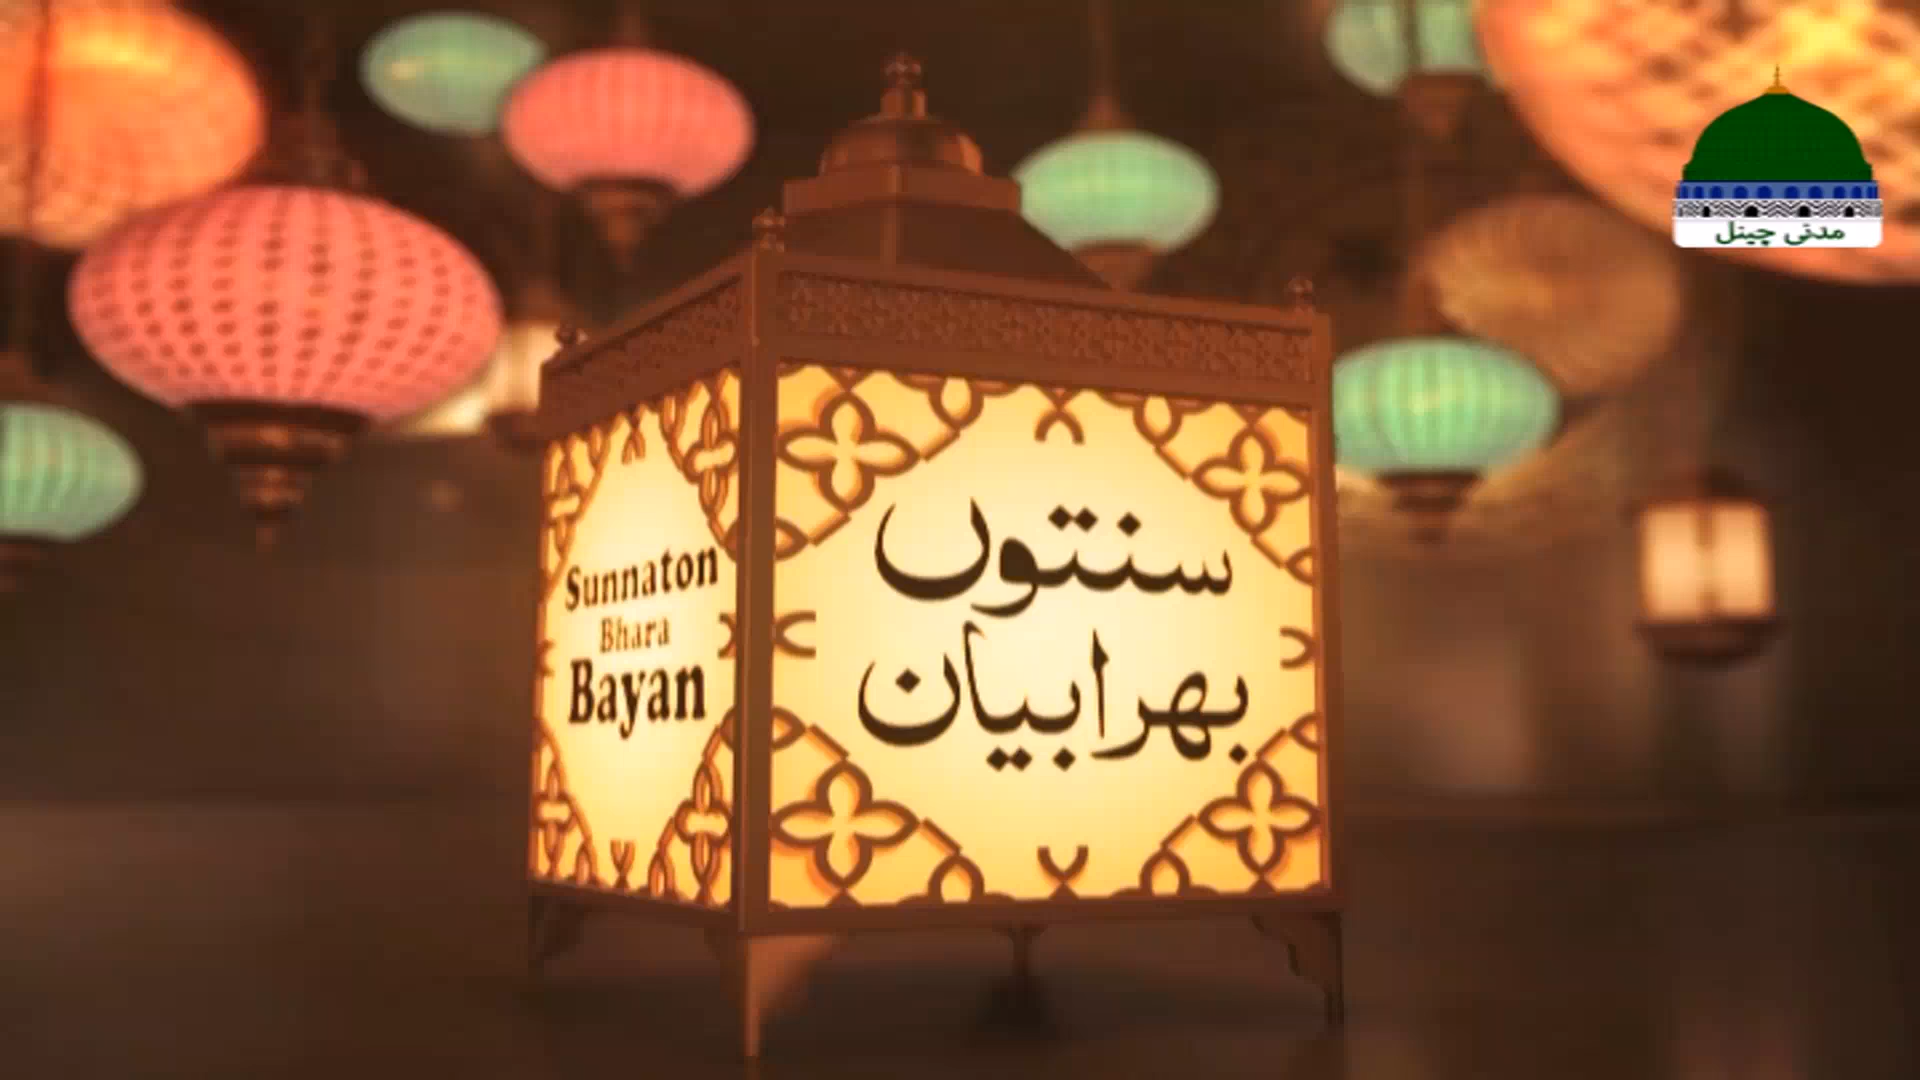 مدنی چینل
Sunnaton
Bhara
Bayan
سنتوں
بھرا بیان